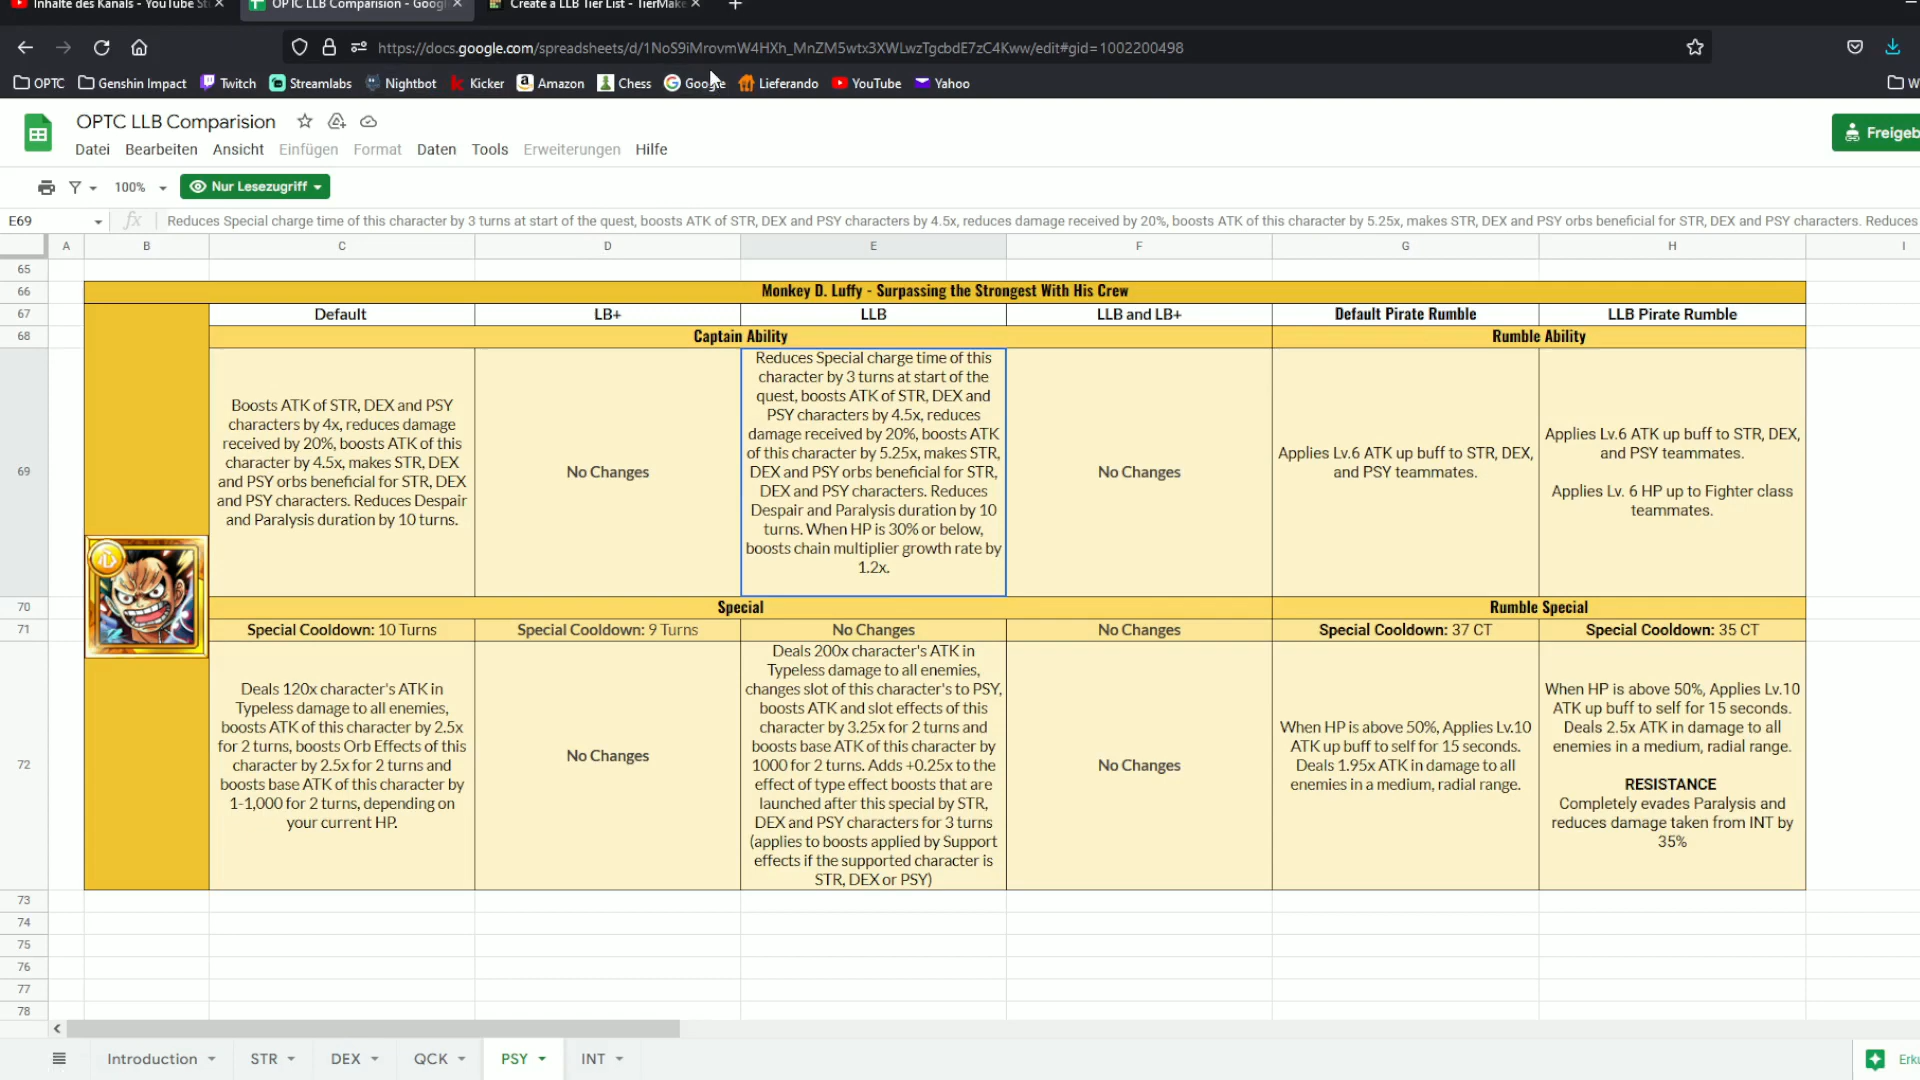 Inhalte des Kanals - YouTube St
OPTC LLB Comparision - Googl
Create a LLB Tier List - TierMake
https://docs.google.com/spreadsheets/d/1NoS9iMrovmW4HXh_MnZM5wtx3XWLwzTgcbdE7zC4Kww/edit#gid=1002200498
OPTC Genshin Impact Twitch Streamlabs Nightbot Kicker Amazon Chess Google Lieferando YouTube Yahoo W
OPTC LLB Comparision
Freigeb
Datei Bearbeiten Ansicht Einfügen Format Daten Tools Erweiterungen Hilfe
100% Nur Lesezugriff
E69 fx Reduces Special charge time of this character by 3 turns at start of the quest, boosts ATK of STR, DEX and PSY characters by 4.5x, reduces damage received by 20%, boosts ATK of this character by 5.25x, makes STR, DEX and PSY orbs beneficial for STR, DEX and PSY characters. Reduces
A B C D E F G H I
65
66
Monkey D. Luffy - Surpassing the Strongest With His Crew
67
Default
LB+
LLB
LLB and LB+
Default Pirate Rumble
LLB Pirate Rumble
68
Captain Ability
Rumble Ability
69
Boosts ATK of STR, DEX and PSY
characters by 4x, reduces damage
received by 20%, boosts ATK of this
character by 4.5x, makes STR, DEX
and PSY orbs beneficial for STR, DEX
and PSY characters. Reduces Despair
and Paralysis duration by 10 turns.
No Changes
Reduces Special charge time of this
character by 3 turns at start of the
quest, boosts ATK of STR, DEX and
PSY characters by 4.5x, reduces
damage received by 20%, boosts ATK
of this character by 5.25x, makes STR,
DEX and PSY orbs beneficial for STR,
DEX and PSY characters. Reduces
Despair and Paralysis duration by 10
turns. When HP is 30% or below,
boosts chain multiplier growth rate by
1.2x.
No Changes
Applies Lv.6 ATK up buff to STR, DEX,
and PSY teammates.
Applies Lv.6 ATK up buff to STR, DEX,
and PSY teammates.
Applies Lv. 6 HP up to Fighter class
teammates.
70
Special
Rumble Special
71
Special Cooldown: 10 Turns
Special Cooldown: 9 Turns
No Changes
No Changes
Special Cooldown: 37 CT
Special Cooldown: 35 CT
72
Deals 120x character's ATK in
Typeless damage to all enemies,
boosts ATK of this character by 2.5x
for 2 turns, boosts Orb Effects of this
character by 2.5x for 2 turns and
boosts base ATK of this character by
1-1,000 for 2 turns, depending on
your current HP.
No Changes
Deals 200x character's ATK in
Typeless damage to all enemies,
changes slot of this character's to PSY,
boosts ATK and slot effects of this
character by 3.25x for 2 turns and
boosts base ATK of this character by
1000 for 2 turns. Adds +0.25x to the
effect of type effect boosts that are
launched after this special by STR,
DEX and PSY characters for 3 turns
(applies to boosts applied by Support
effects if the supported character is
STR, DEX or PSY)
No Changes
When HP is above 50%, Applies Lv.10
ATK up buff to self for 15 seconds.
Deals 1.95x ATK in damage to all
enemies in a medium, radial range.
When HP is above 50%, Applies Lv.10
ATK up buff to self for 15 seconds.
Deals 2.5x ATK in damage to all
enemies in a medium, radial range.
RESISTANCE
Completely evades Paralysis and
reduces damage taken from INT by
35%
73
74
75
76
77
78
Introduction STR DEX QCK PSY INT
Erku